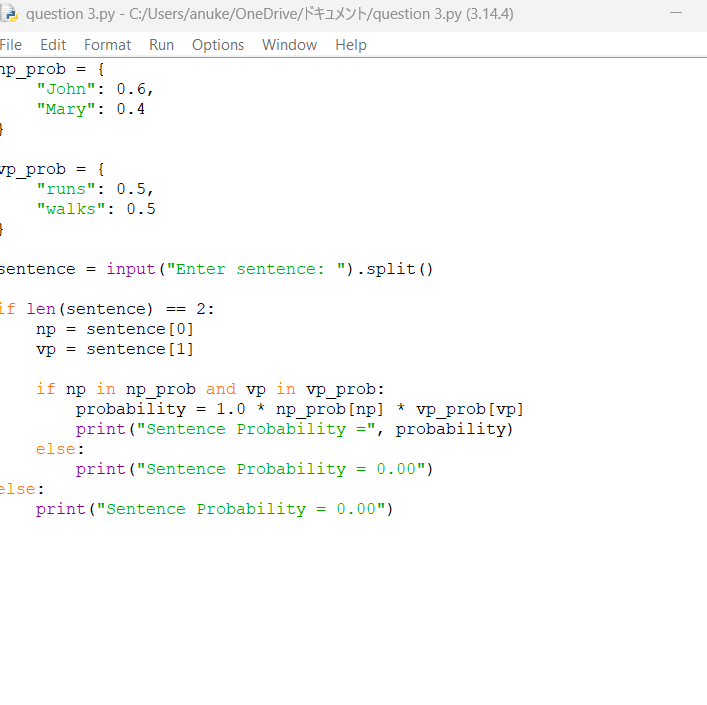 question 3.py - C:/Users/anuke/OneDrive/ドキュメント/question 3.py (3.14.4)
File Edit Format Run Options Window Help
np_prob = {
    "John": 0.6,
    "Mary": 0.4
}

vp_prob = {
    "runs": 0.5,
    "walks": 0.5
}

sentence = input("Enter sentence: ").split()

if len(sentence) == 2:
    np = sentence[0]
    vp = sentence[1]

    if np in np_prob and vp in vp_prob:
        probability = 1.0 * np_prob[np] * vp_prob[vp]
        print("Sentence Probability =", probability)
    else:
        print("Sentence Probability = 0.00")
else:
    print("Sentence Probability = 0.00")